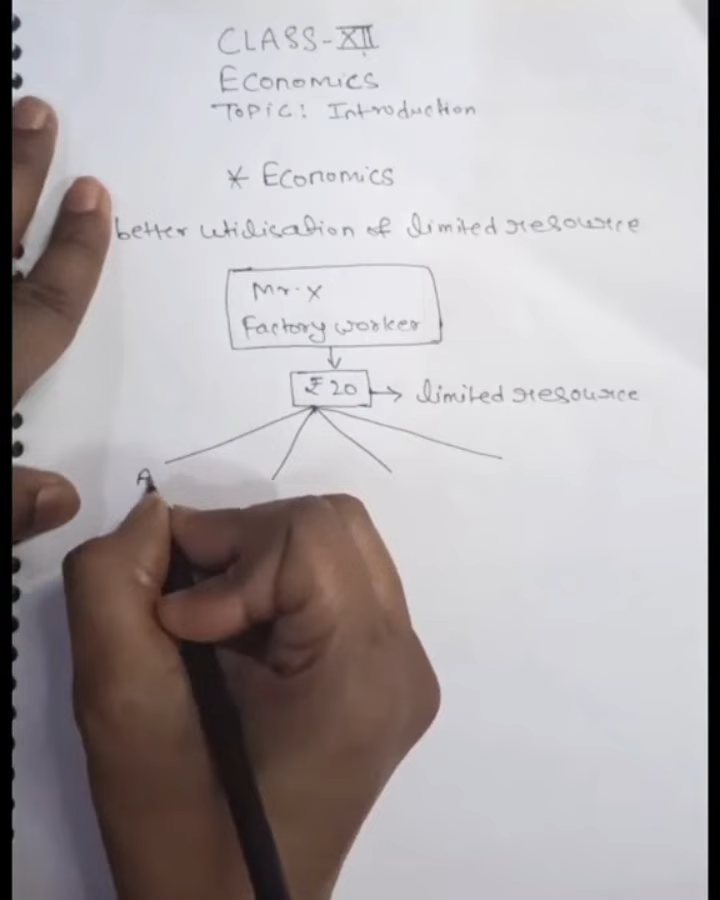 CLASS-XII
Economics
Topic: Introduction
* Economics
better utilisation of limited resource
Mr. X
Factory worker
₹ 20 → limited resource
A